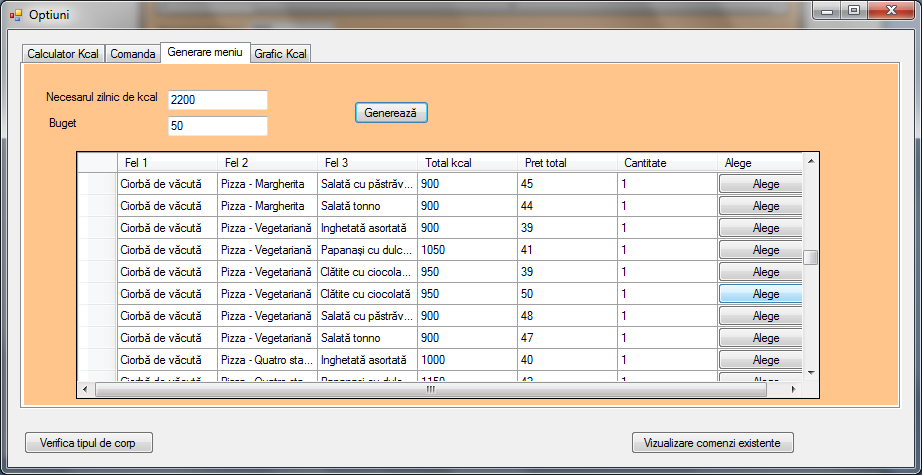 Optiuni
Calculator Kcal Comanda Generare meniu Grafic Kcal
Necesarul zilnic de kcal 2200
Generează
Buget 50
Fel 1 Fel 2 Fel 3 Total kcal Pret total Cantitate Alege
Ciorbă de văcută Pizza - Margherita Salată cu păstrăv... 900 45 1 Alege
Ciorbă de văcută Pizza - Margherita Salată tonno 900 44 1 Alege
Ciorbă de văcută Pizza - Vegetariană Inghetată asortată 900 39 1 Alege
Ciorbă de văcută Pizza - Vegetariană Papanași cu dulc... 1050 41 1 Alege
Ciorbă de văcută Pizza - Vegetariană Clătite cu ciocola... 950 39 1 Alege
Ciorbă de văcută Pizza - Vegetariană Clătite cu ciocolată 950 50 1 Alege
Ciorbă de văcută Pizza - Vegetariană Salată cu păstrăv... 900 48 1 Alege
Ciorbă de văcută Pizza - Vegetariană Salată tonno 900 47 1 Alege
Ciorbă de văcută Pizza - Quatro sta... Inghetată asortată 1000 40 1 Alege
Ciorbă de văcută Pizza - Quatro sta... Papanași cu dulc... 1150 42 1 Alege
Verifica tipul de corp Vizualizare comenzi existente